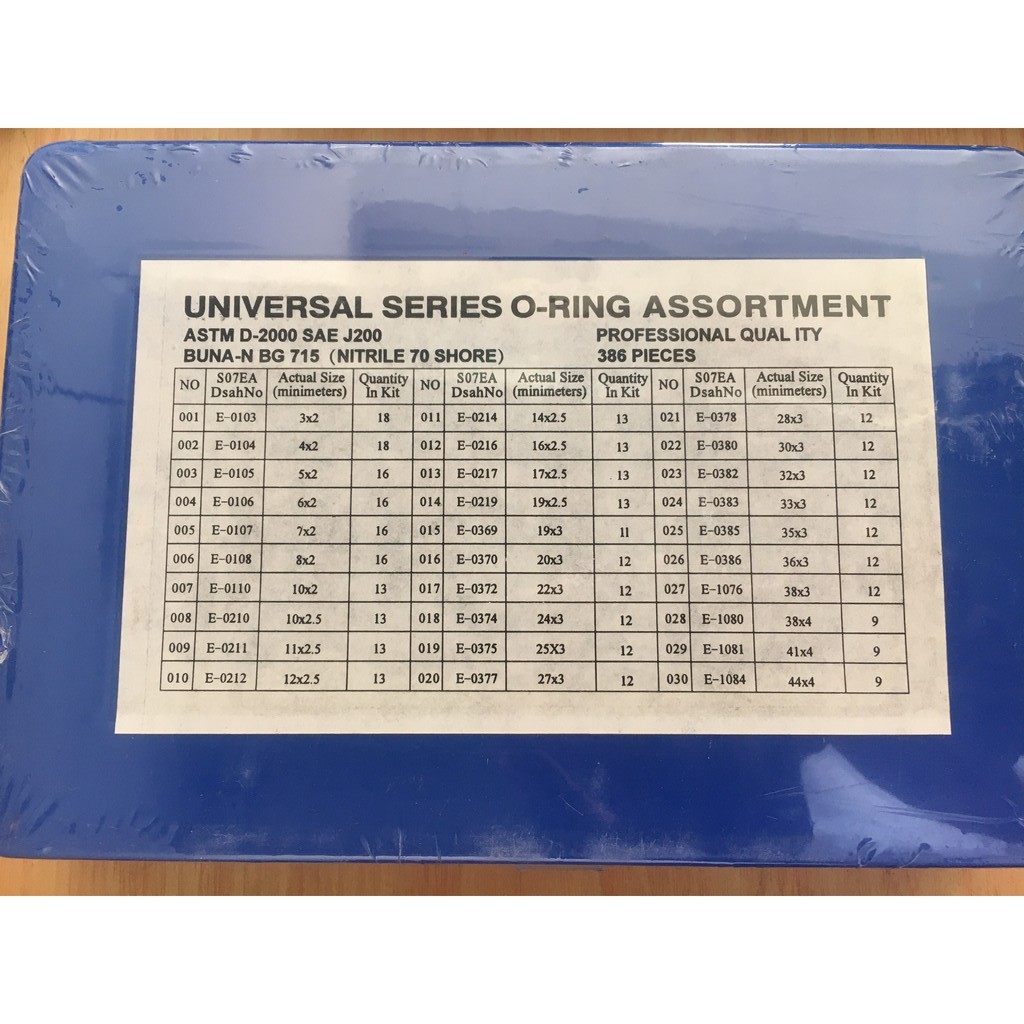 UNIVERSAL SERIES O-RING ASSORTMENT
ASTM D-2000 SAE J200 PROFESSIONAL QUAL ITY
BUNA-N BG 715 (NITRILE 70 SHORE) 386 PIECES
NO S07EA DsahNo Actual Size (minimeters) Quantity In Kit NO S07EA DsahNo Actual Size (minimeters) Quantity In Kit NO S07EA DsahNo Actual Size (minimeters) Quantity In Kit
001 E-0103 3x2 18 011 E-0214 14x2.5 13 021 E-0378 28x3 12
002 E-0104 4x2 18 012 E-0216 16x2.5 13 022 E-0380 30x3 12
003 E-0105 5x2 16 013 E-0217 17x2.5 13 023 E-0382 32x3 12
004 E-0106 6x2 16 014 E-0219 19x2.5 13 024 E-0383 33x3 12
005 E-0107 7x2 16 015 E-0369 19x3 11 025 E-0385 35x3 12
006 E-0108 8x2 16 016 E-0370 20x3 12 026 E-0386 36x3 12
007 E-0110 10x2 13 017 E-0372 22x3 12 027 E-1076 38x3 12
008 E-0210 10x2.5 13 018 E-0374 24x3 12 028 E-1080 38x4 9
009 E-0211 11x2.5 13 019 E-0375 25X3 12 029 E-1081 41x4 9
010 E-0212 12x2.5 13 020 E-0377 27x3 12 030 E-1084 44x4 9